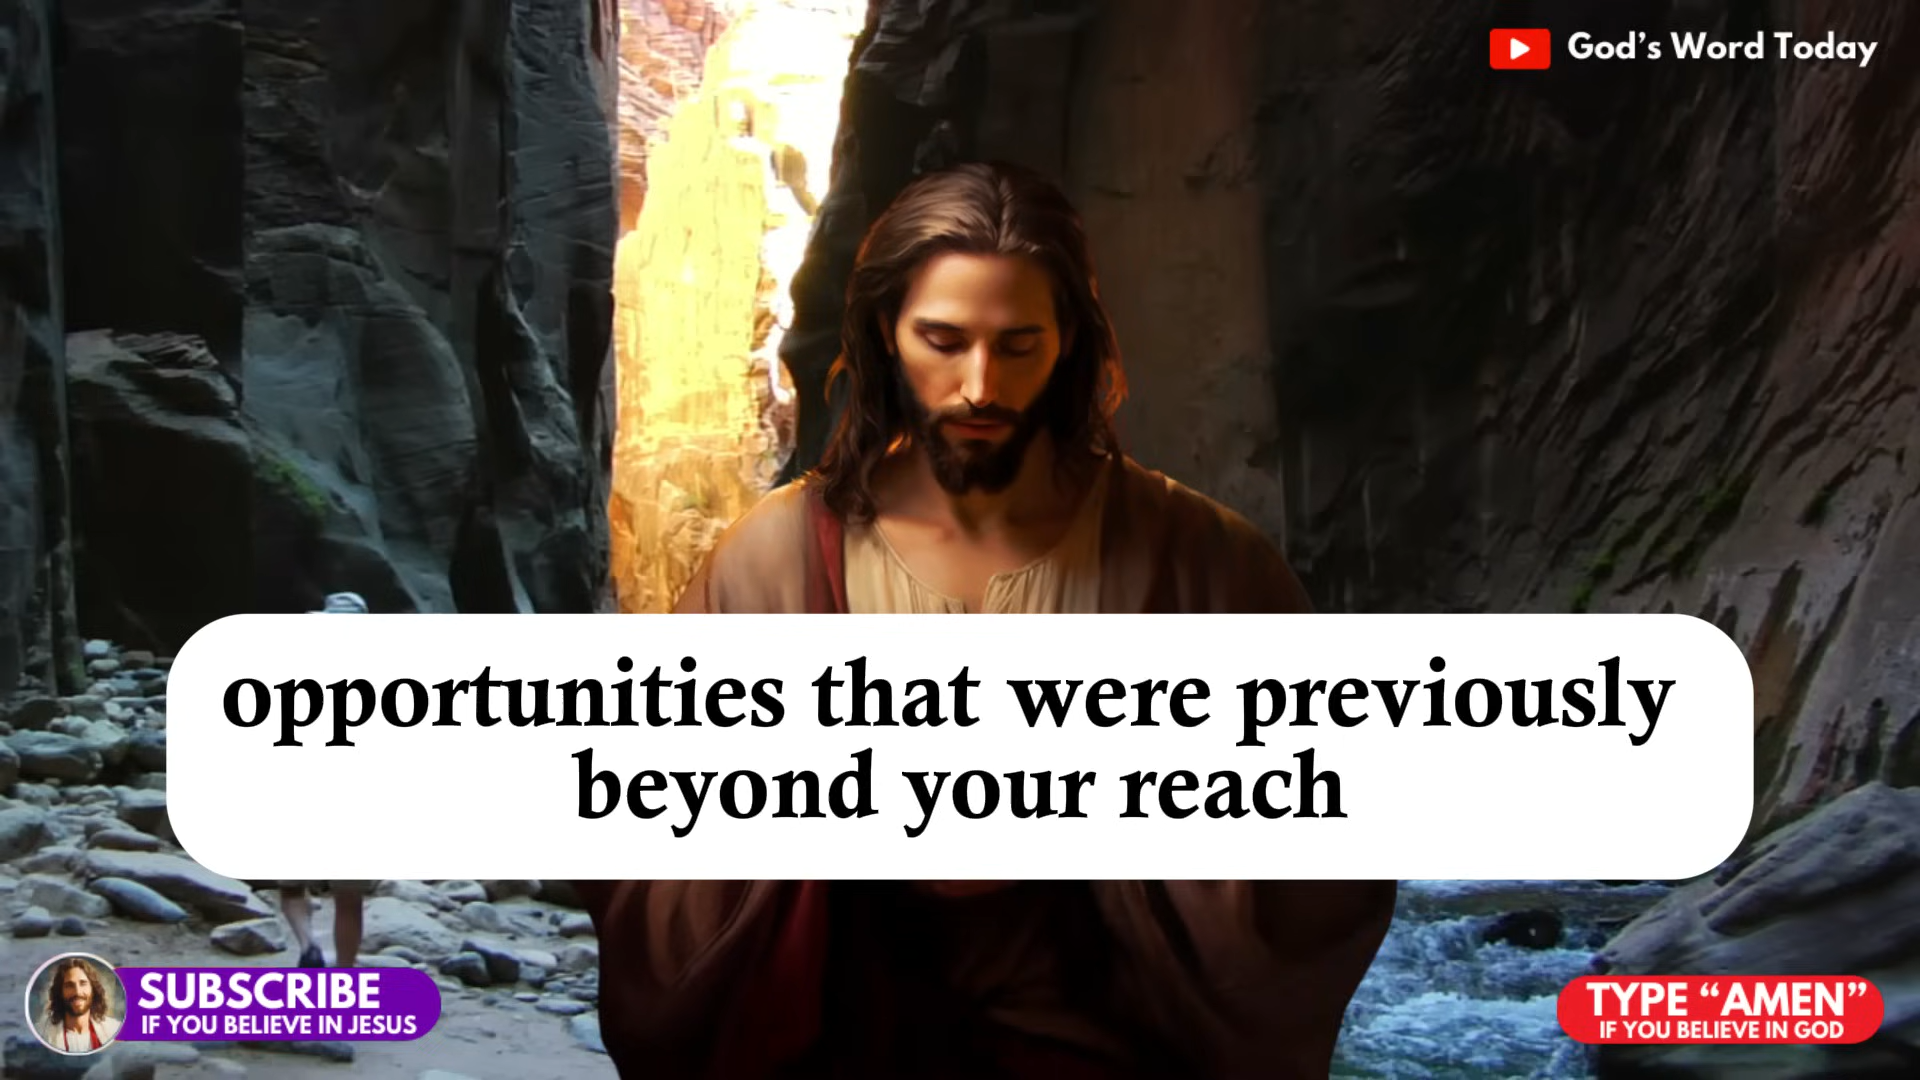 God's Word Today
opportunities that were previously
beyond your reach
SUBSCRIBE
IF YOU BELIEVE IN JESUS
TYPE “AMEN”
IF YOU BELIEVE IN GOD